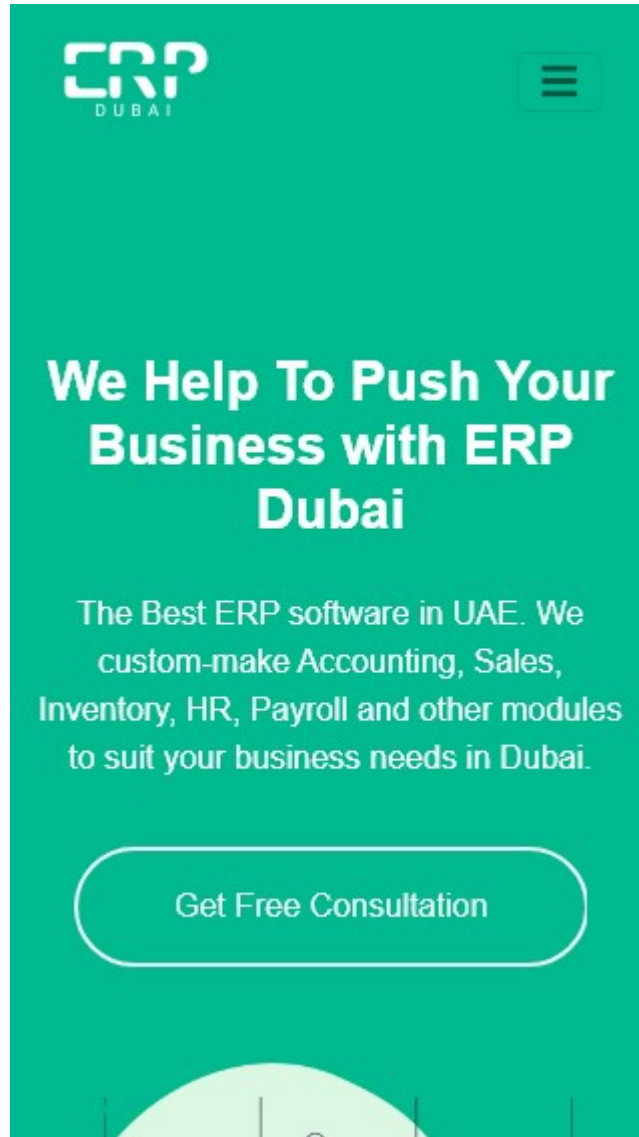 ERP
DUBAI
We Help To Push Your
Business with ERP
Dubai
The Best ERP software in UAE. We
custom-make Accounting, Sales,
Inventory, HR, Payroll and other modules
to suit your business needs in Dubai.
Get Free Consultation